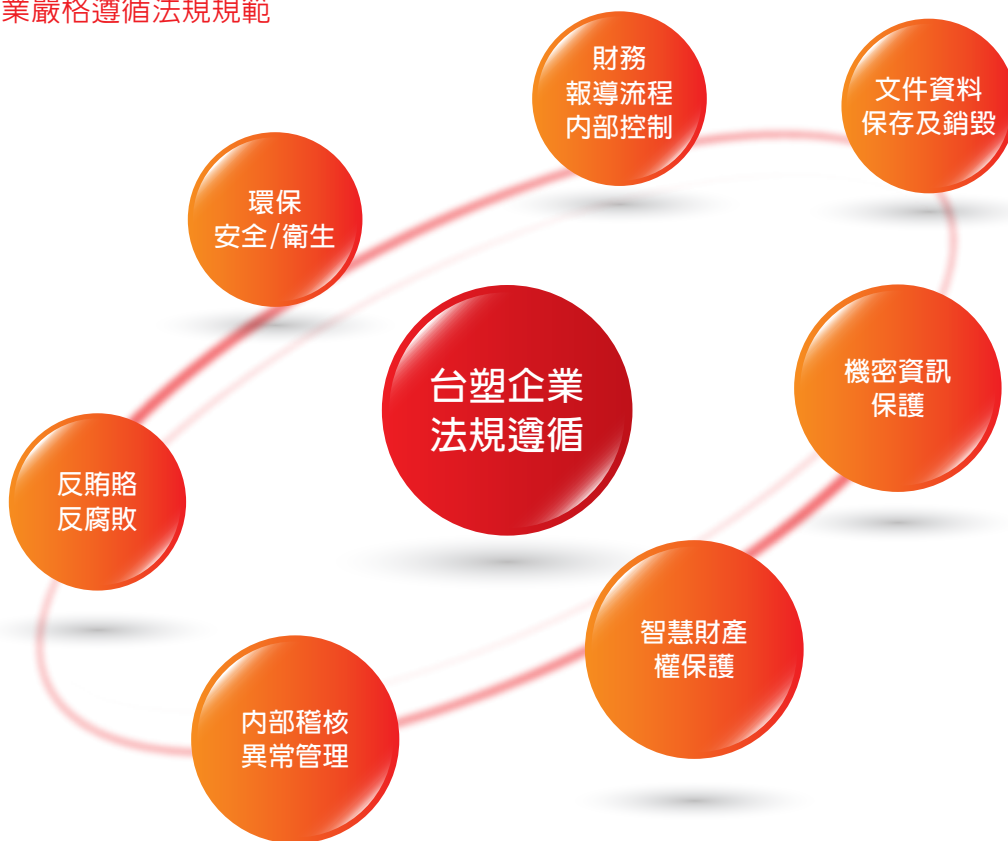 業嚴格遵循法規規範
財務
報導流程
內部控制
文件資料
保存及銷毀
環保
安全/衛生
台塑企業
法規遵循
機密資訊
保護
反賄賂
反腐敗
智慧財產
權保護
內部稽核
異常管理